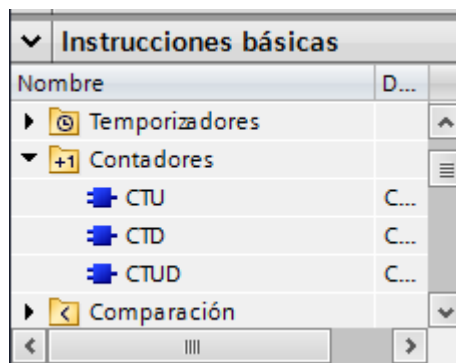 Instrucciones básicas
Nombre D...
Temporizadores
+1 Contadores
CTU C...
CTD C...
CTUD C...
Comparación